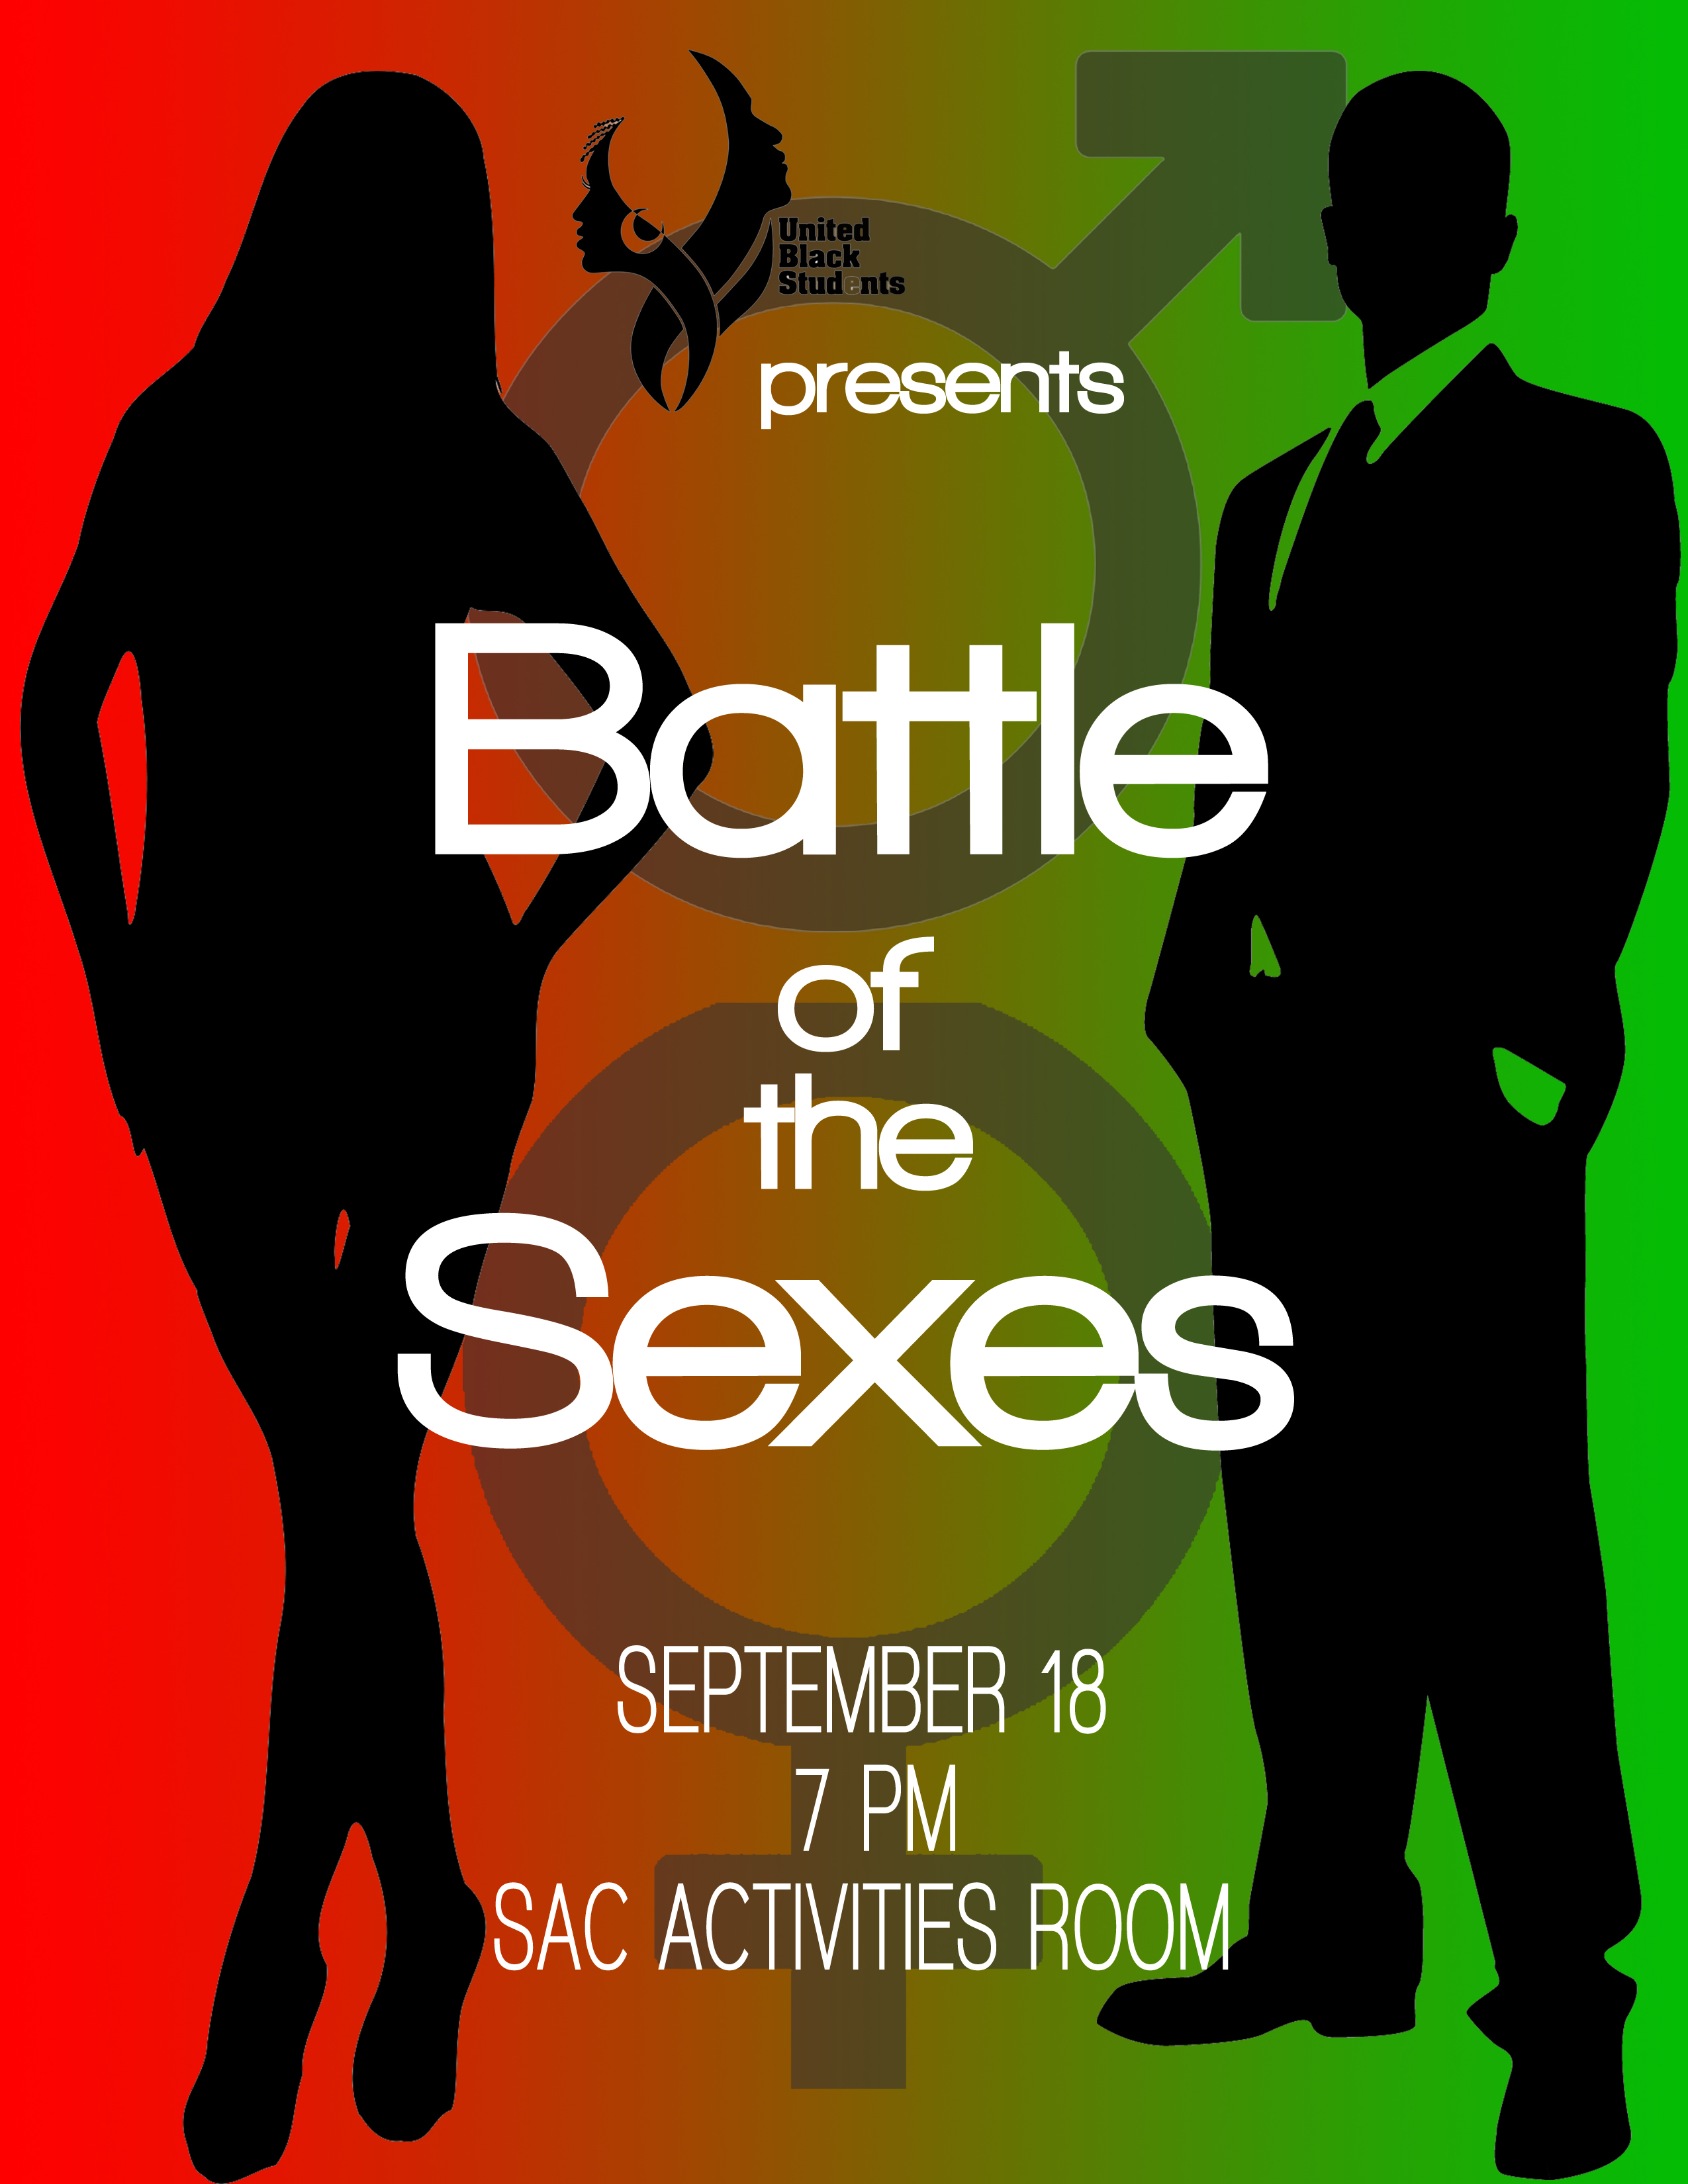 United
Black
Students
presents
Battle
of
the
Sexes
SEPTEMBER 18
7 PM
SAC ACTIVITIES ROOM